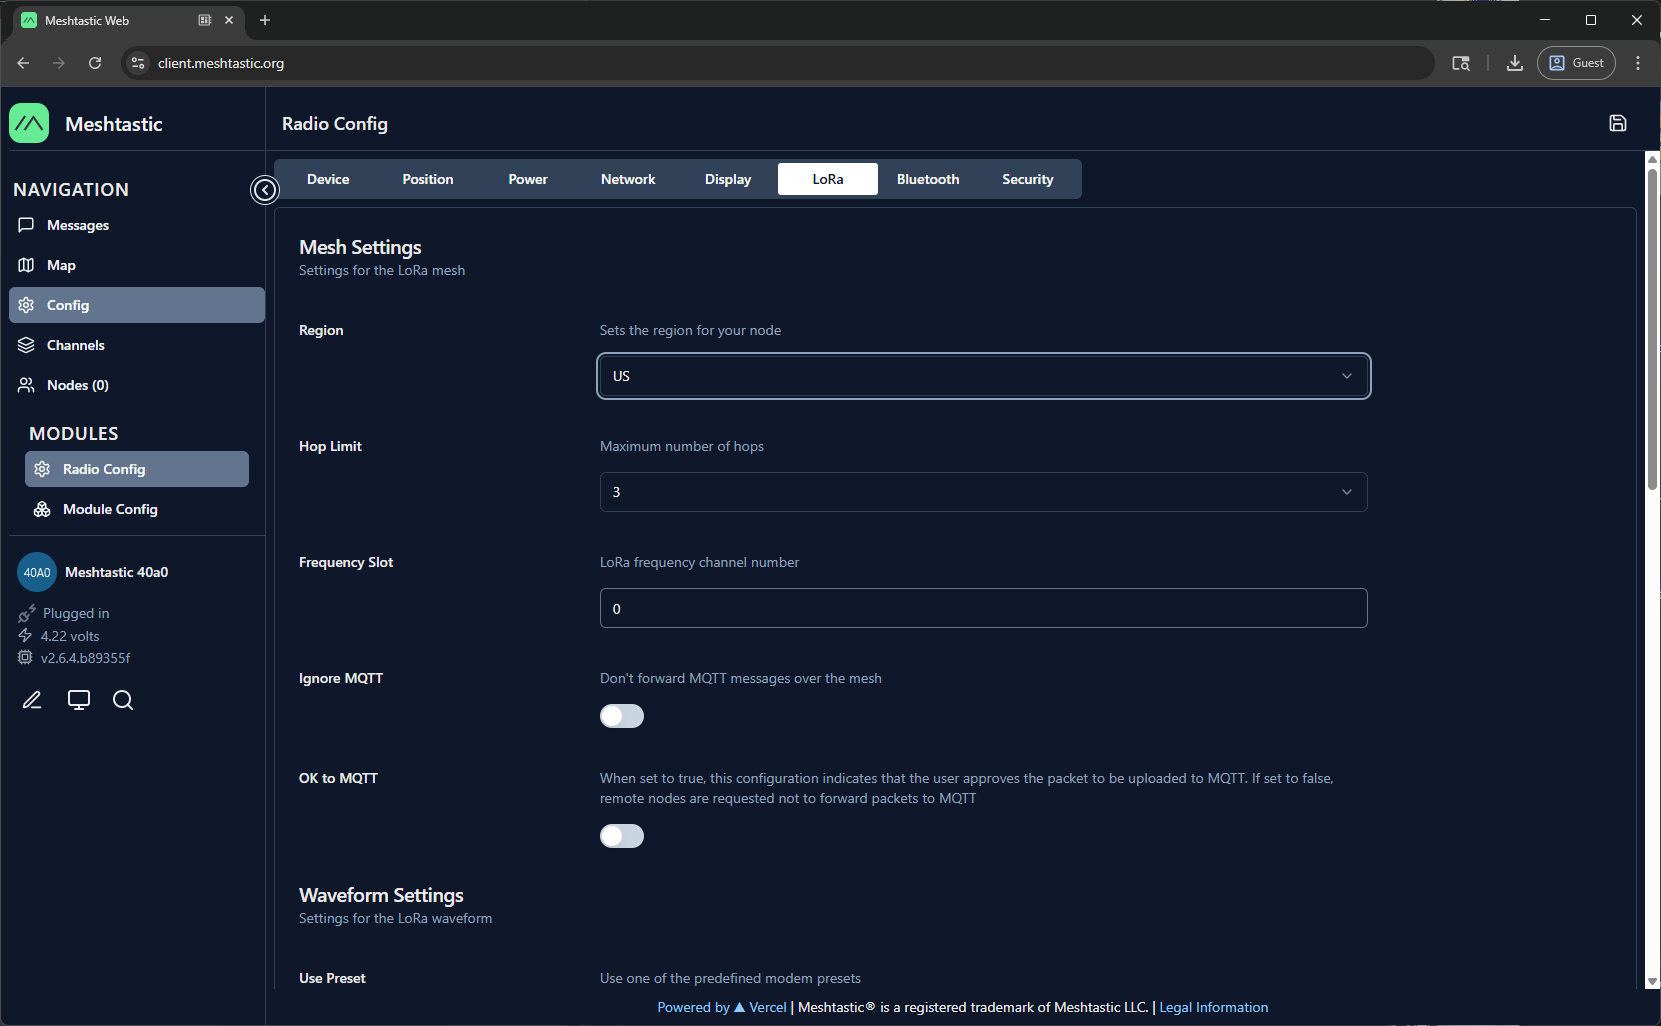 Meshtastic Web
client.meshtastic.org
Guest
Meshtastic
Radio Config
NAVIGATION
Messages
Map
Config
Channels
Nodes (0)
MODULES
Radio Config
Module Config
40A0
Meshtastic 40a0
Plugged in
4.22 volts
v2.6.4.b89355f
Device
Position
Power
Network
Display
LoRa
Bluetooth
Security
Mesh Settings
Settings for the LoRa mesh
Region
Sets the region for your node
US
Hop Limit
Maximum number of hops
3
Frequency Slot
LoRa frequency channel number
0
Ignore MQTT
Don't forward MQTT messages over the mesh
OK to MQTT
When set to true, this configuration indicates that the user approves the packet to be uploaded to MQTT. If set to false,
remote nodes are requested not to forward packets to MQTT
Waveform Settings
Settings for the LoRa waveform
Use Preset
Use one of the predefined modem presets
Powered by ▲ Vercel | Meshtastic® is a registered trademark of Meshtastic LLC. | Legal Information